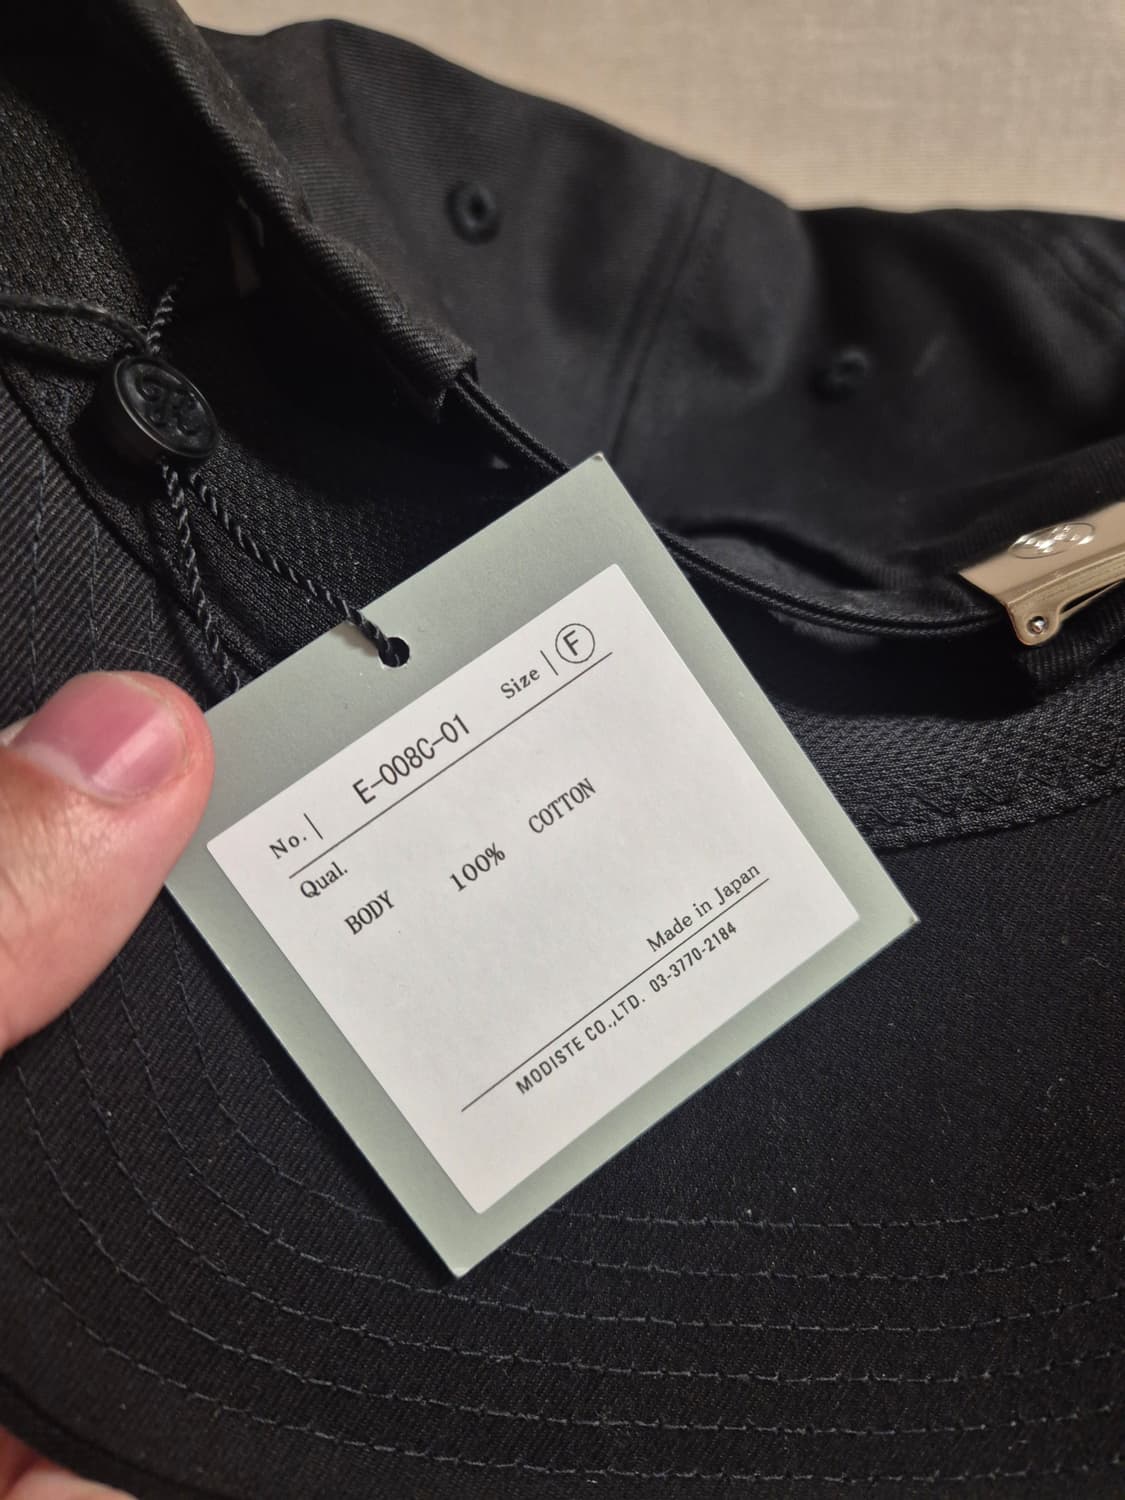 No. | E-008C-01 Size | F
Qual.
BODY 100% COTTON
Made in Japan
MODISTE CO.,LTD. 03-3770-2184